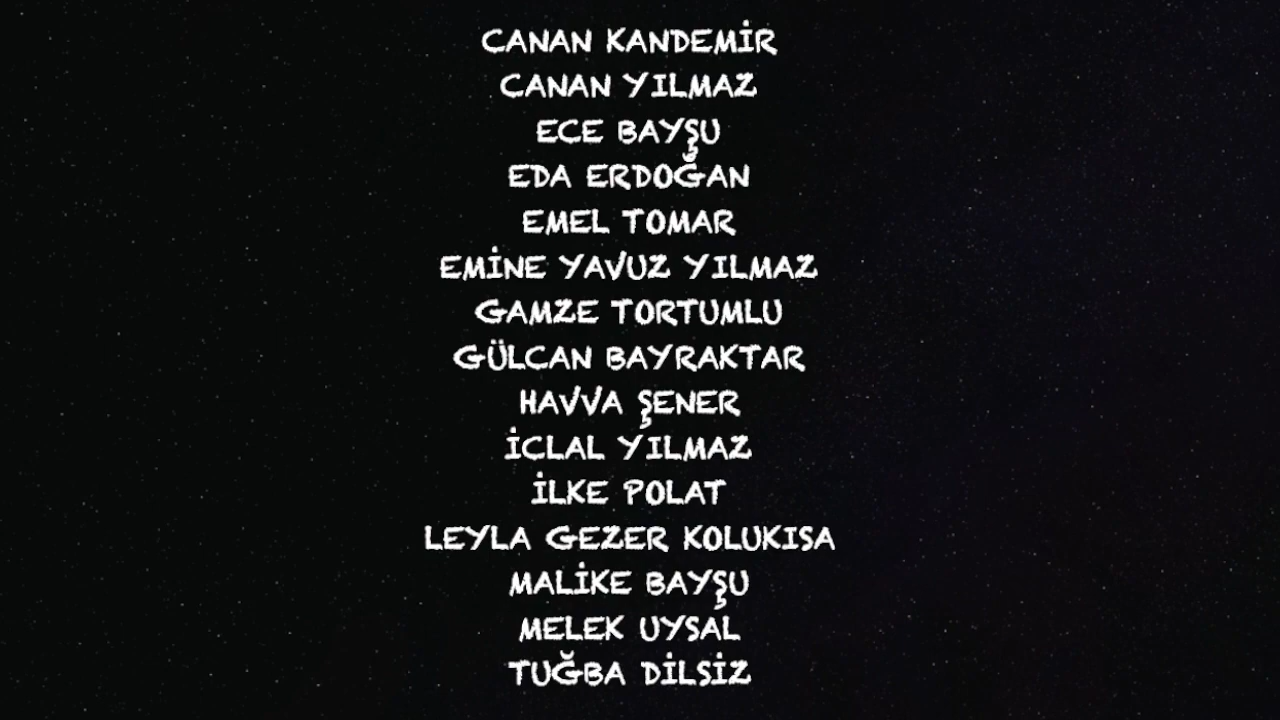 CANAN KANDEMİR
CANAN YILMAZ
ECE BAYŞU
EDA ERDOĞAN
EMEL TOMAR
EMİNE YAVUZ YILMAZ
GAMZE TORTUMLU
GÜLCAN BAYRAKTAR
HAVVA ŞENER
İCLAL YILMAZ
İLKE POLAT
LEYLA GEZER KOLUKISA
MALİKE BAYŞU
MELEK UYSAL
TUĞBA DİLSİZ